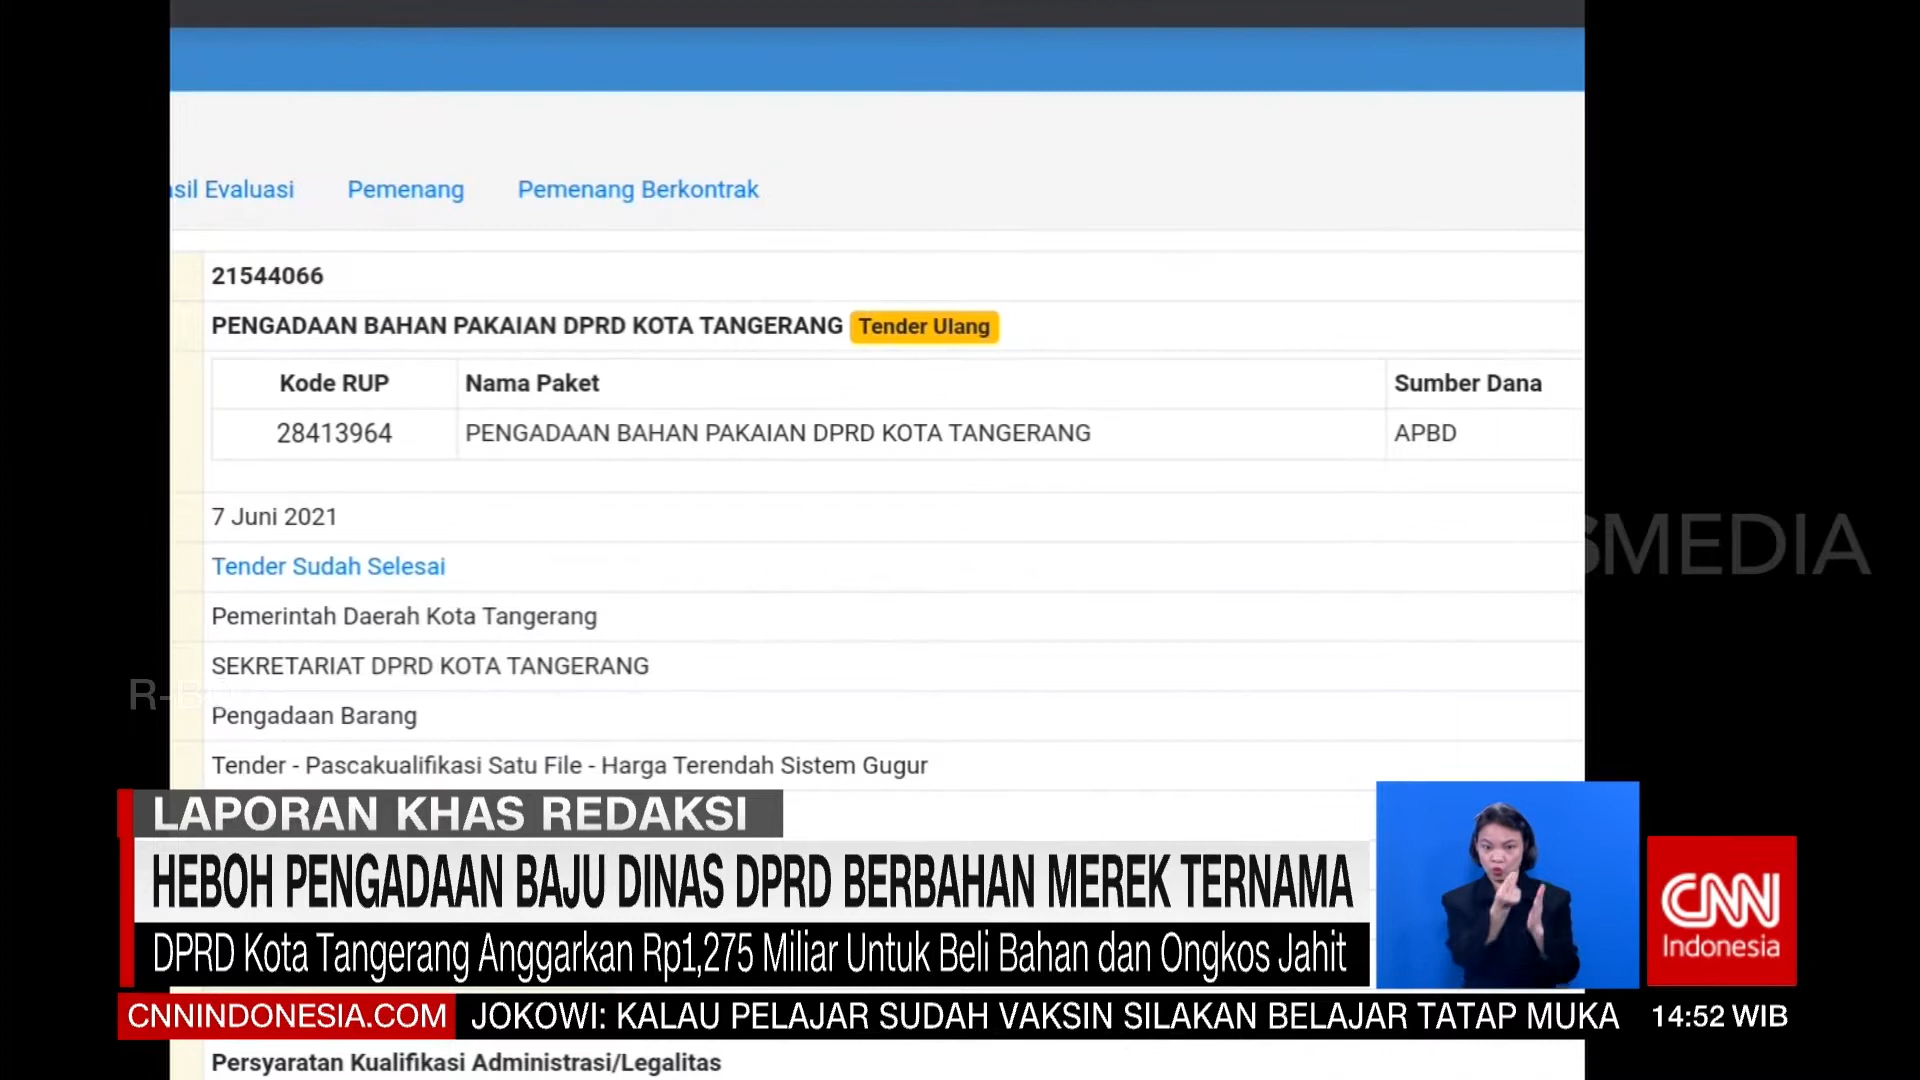 Evaluasi Pemenang Pemenang Berkontrak
21544066
PENGADAAN BAHAN PAKAIAN DPRD KOTA TANGERANG Tender Ulang
Kode RUP Nama Paket Sumber Dana
28413964 PENGADAAN BAHAN PAKAIAN DPRD KOTA TANGERANG APBD
7 Juni 2021
Tender Sudah Selesai
Pemerintah Daerah Kota Tangerang
SEKRETARIAT DPRD KOTA TANGERANG
Pengadaan Barang
Tender - Pascakualifikasi Satu File - Harga Terendah Sistem Gugur
LAPORAN KHAS REDAKSI
HEBOH PENGADAAN BAJU DINAS DPRD BERBAHAN MEREK TERNAMA
DPRD Kota Tangerang Anggarkan Rp1,275 Miliar Untuk Beli Bahan dan Ongkos Jahit
CNN
Indonesia
CNNINDONESIA.COM JOKOWI: KALAU PELAJAR SUDAH VAKSIN SILAKAN BELAJAR TATAP MUKA 14:52 WIB
Persyaratan Kualifikasi Administrasi/Legalitas